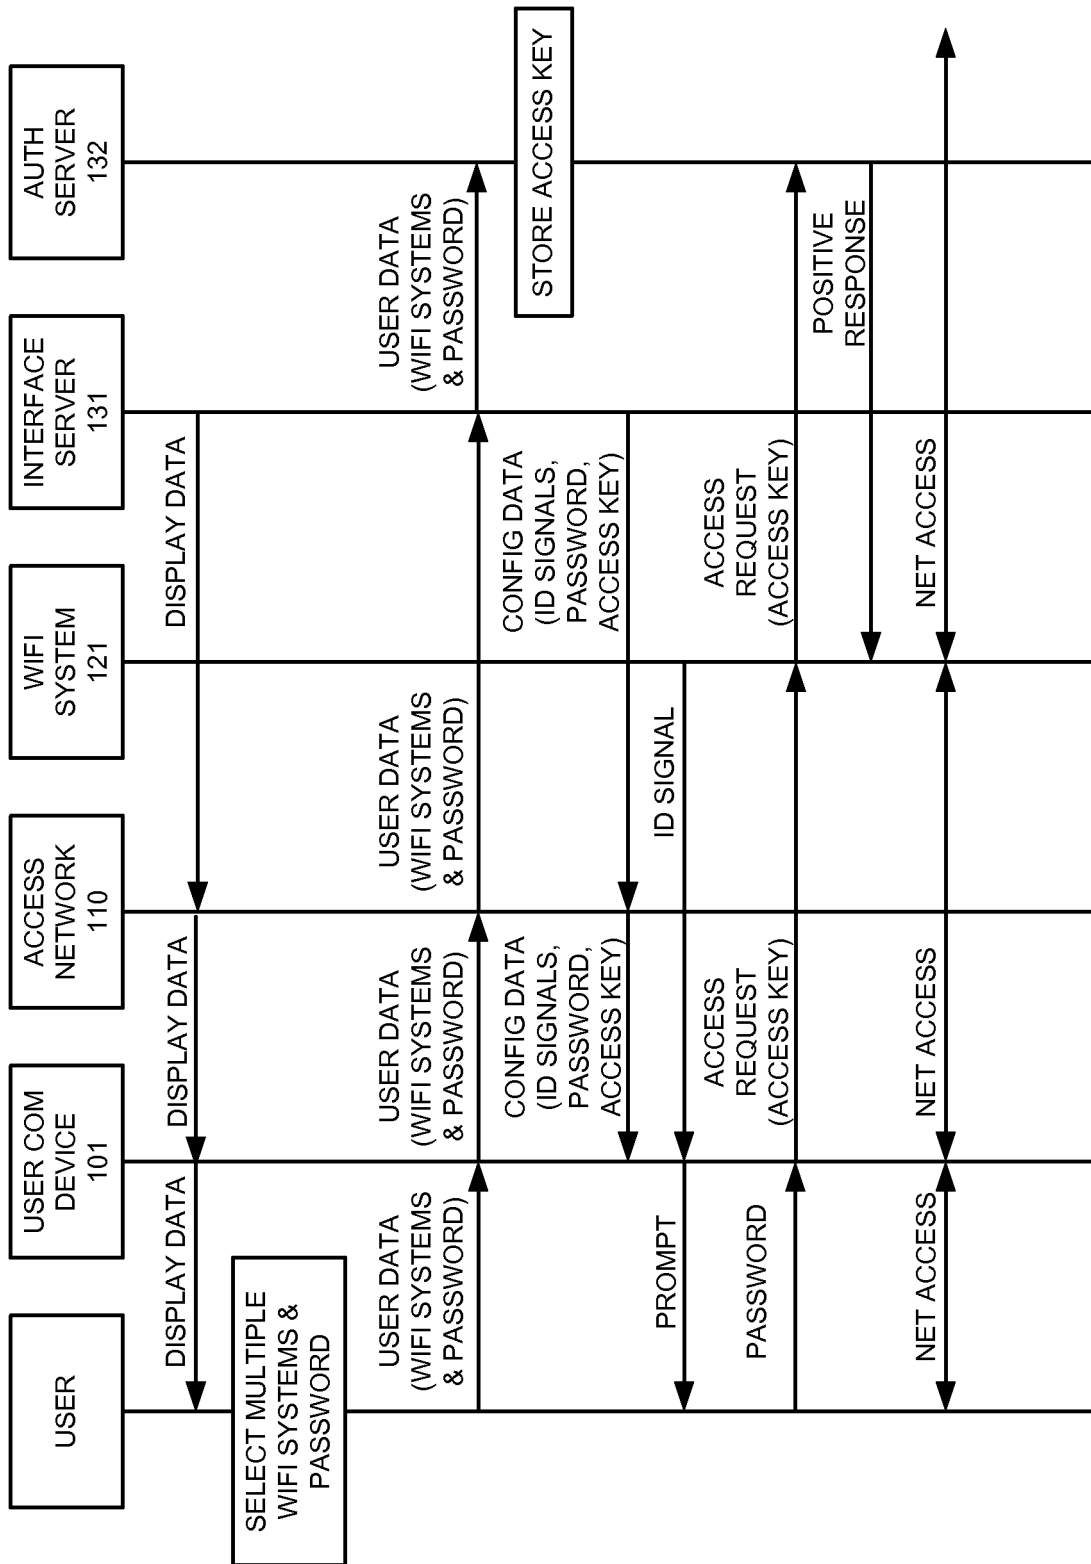 USER
USER COM
DEVICE
101
ACCESS
NETWORK
110
WIFI
SYSTEM
121
INTERFACE
SERVER
131
AUTH
SERVER
132
DISPLAY DATA
DISPLAY DATA
DISPLAY DATA
SELECT MULTIPLE
WIFI SYSTEMS &
PASSWORD
USER DATA
(WIFI SYSTEMS
& PASSWORD)
USER DATA
(WIFI SYSTEMS
& PASSWORD)
USER DATA
(WIFI SYSTEMS
& PASSWORD)
USER DATA
(WIFI SYSTEMS
& PASSWORD)
STORE ACCESS KEY
CONFIG DATA
(ID SIGNALS,
PASSWORD,
ACCESS KEY)
CONFIG DATA
(ID SIGNALS,
PASSWORD,
ACCESS KEY)
PROMPT
ID SIGNAL
PASSWORD
ACCESS
REQUEST
(ACCESS KEY)
ACCESS
REQUEST
(ACCESS KEY)
POSITIVE
RESPONSE
NET ACCESS
NET ACCESS
NET ACCESS